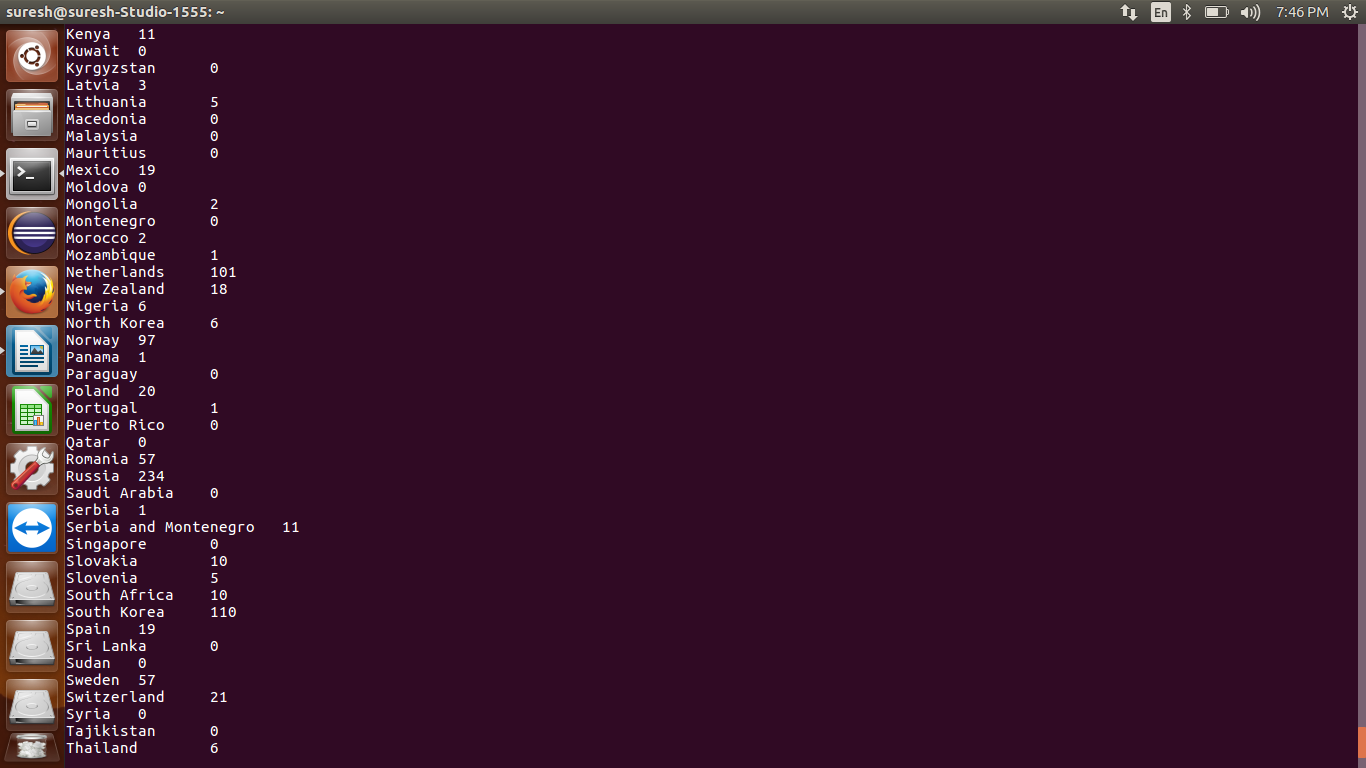 suresh@suresh-Studio-1555: ~ En 7:46 PM
Kenya 11
Kuwait 0
Kyrgyzstan 0
Latvia 3
Lithuania 5
Macedonia 0
Malaysia 0
Mauritius 0
Mexico 19
Moldova 0
Mongolia 2
Montenegro 0
Morocco 2
Mozambique 1
Netherlands 101
New Zealand 18
Nigeria 6
North Korea 6
Norway 97
Panama 1
Paraguay 0
Poland 20
Portugal 1
Puerto Rico 0
Qatar 0
Romania 57
Russia 234
Saudi Arabia 0
Serbia 1
Serbia and Montenegro 11
Singapore 0
Slovakia 10
Slovenia 5
South Africa 10
South Korea 110
Spain 19
Sri Lanka 0
Sudan 0
Sweden 57
Switzerland 21
Syria 0
Tajikistan 0
Thailand 6